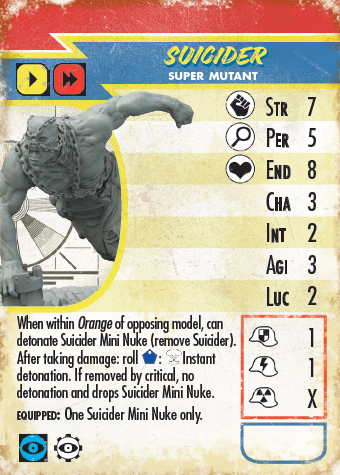 SUICIDER
SUPER MUTANT
STR 7
PER 5
END 8
CHA 3
INT 2
AGI 3
LUC 2
When within Orange of opposing model, can
detonate Suicider Mini Nuke (remove Suicider).
After taking damage: roll : Instant
detonation. If removed by critical, no
detonation and drops Suicider Mini Nuke.
EQUIPPED: One Suicider Mini Nuke only.
1
1
X